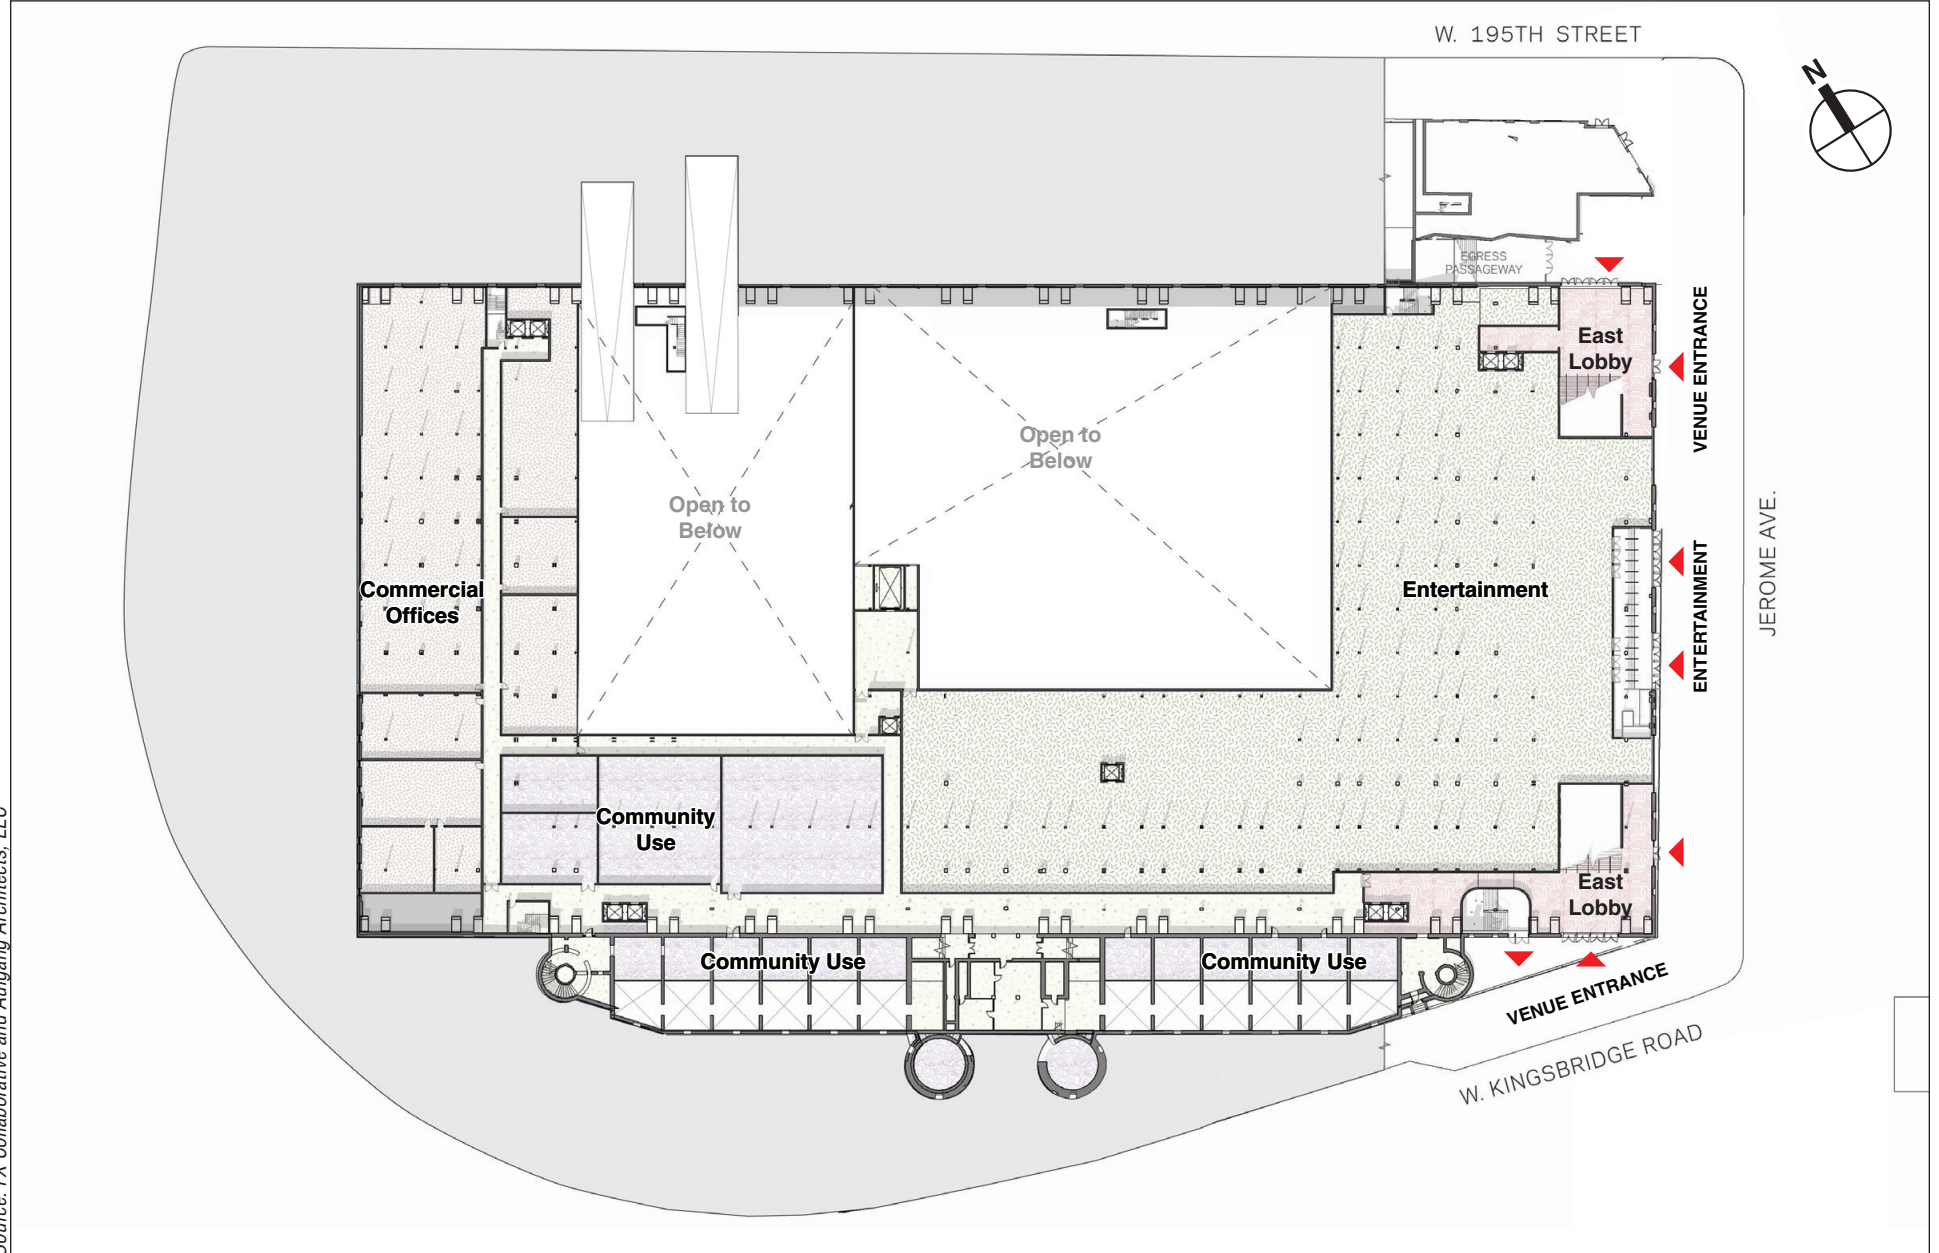 W. 195TH STREET
N
EGRESS
PASSAGEWAY
East
Lobby
VENUE ENTRANCE
Open to
Below
Open to
Below
Commercial
Offices
Entertainment
ENTERTAINMENT
JEROME AVE.
Community
Use
East
Lobby
Community Use
Community Use
VENUE ENTRANCE
W. KINGSBRIDGE ROAD